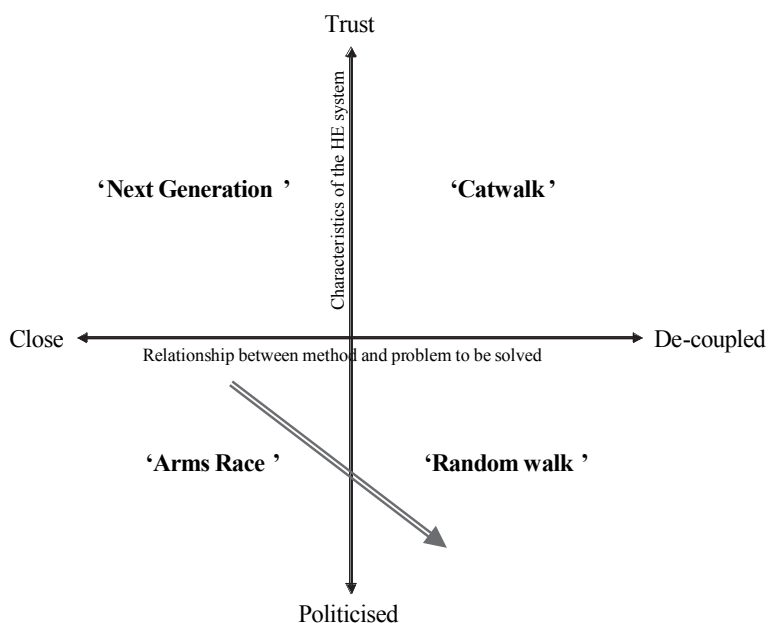 Trust
Characteristics of the HE system
‘Next Generation ’
‘Catwalk ’
Close
De-coupled
Relationship between method and problem to be solved
‘Arms Race ’
‘Random walk ’
Politicised